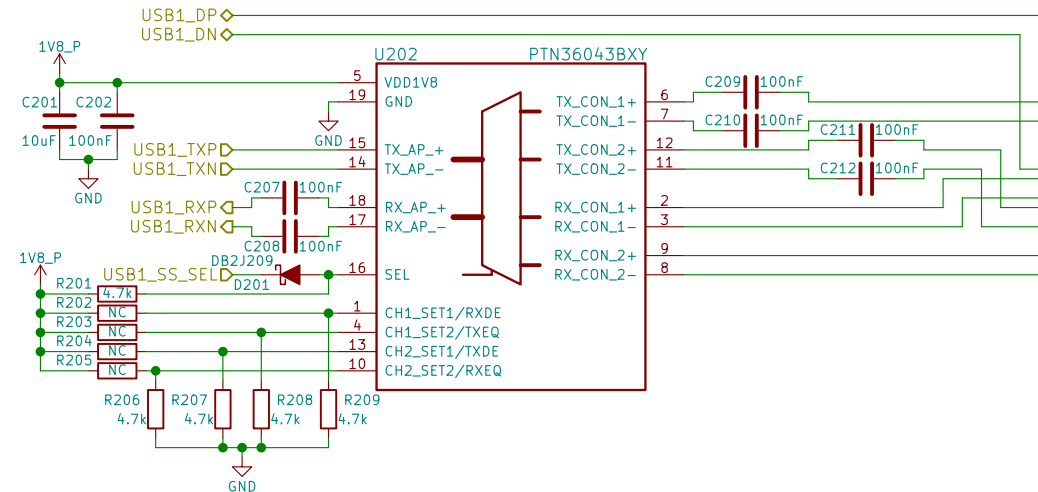 USB1_DP
USB1_DN
1V8_P
U202 PTN36043BXY
C201 C202
10uF 100nF
GND
5 VDD1V8
19 GND
GND
USB1_TXP 15 TX_AP_+
USB1_TXN 14 TX_AP_-
C207 100nF
USB1_RXP 18 RX_AP_+
USB1_RXN 17 RX_AP_-
C208 100nF
DB2J209
USB1_SS_SEL 16 SEL
D201
1V8_P
R201 4.7k
R202 NC 1 CH1_SET1/RXDE
R203 NC 4 CH1_SET2/TXEQ
R204 NC 13 CH2_SET1/TXDE
R205 NC 10 CH2_SET2/RXEQ
R206 R207 R208 R209
4.7k 4.7k 4.7k 4.7k
GND
TX_CON_1+ 6 C209 100nF
TX_CON_1- 7 C210 100nF
TX_CON_2+ 12 C211 100nF
TX_CON_2- 11 C212 100nF
RX_CON_1+ 2
RX_CON_1- 3
RX_CON_2+ 9
RX_CON_2- 8